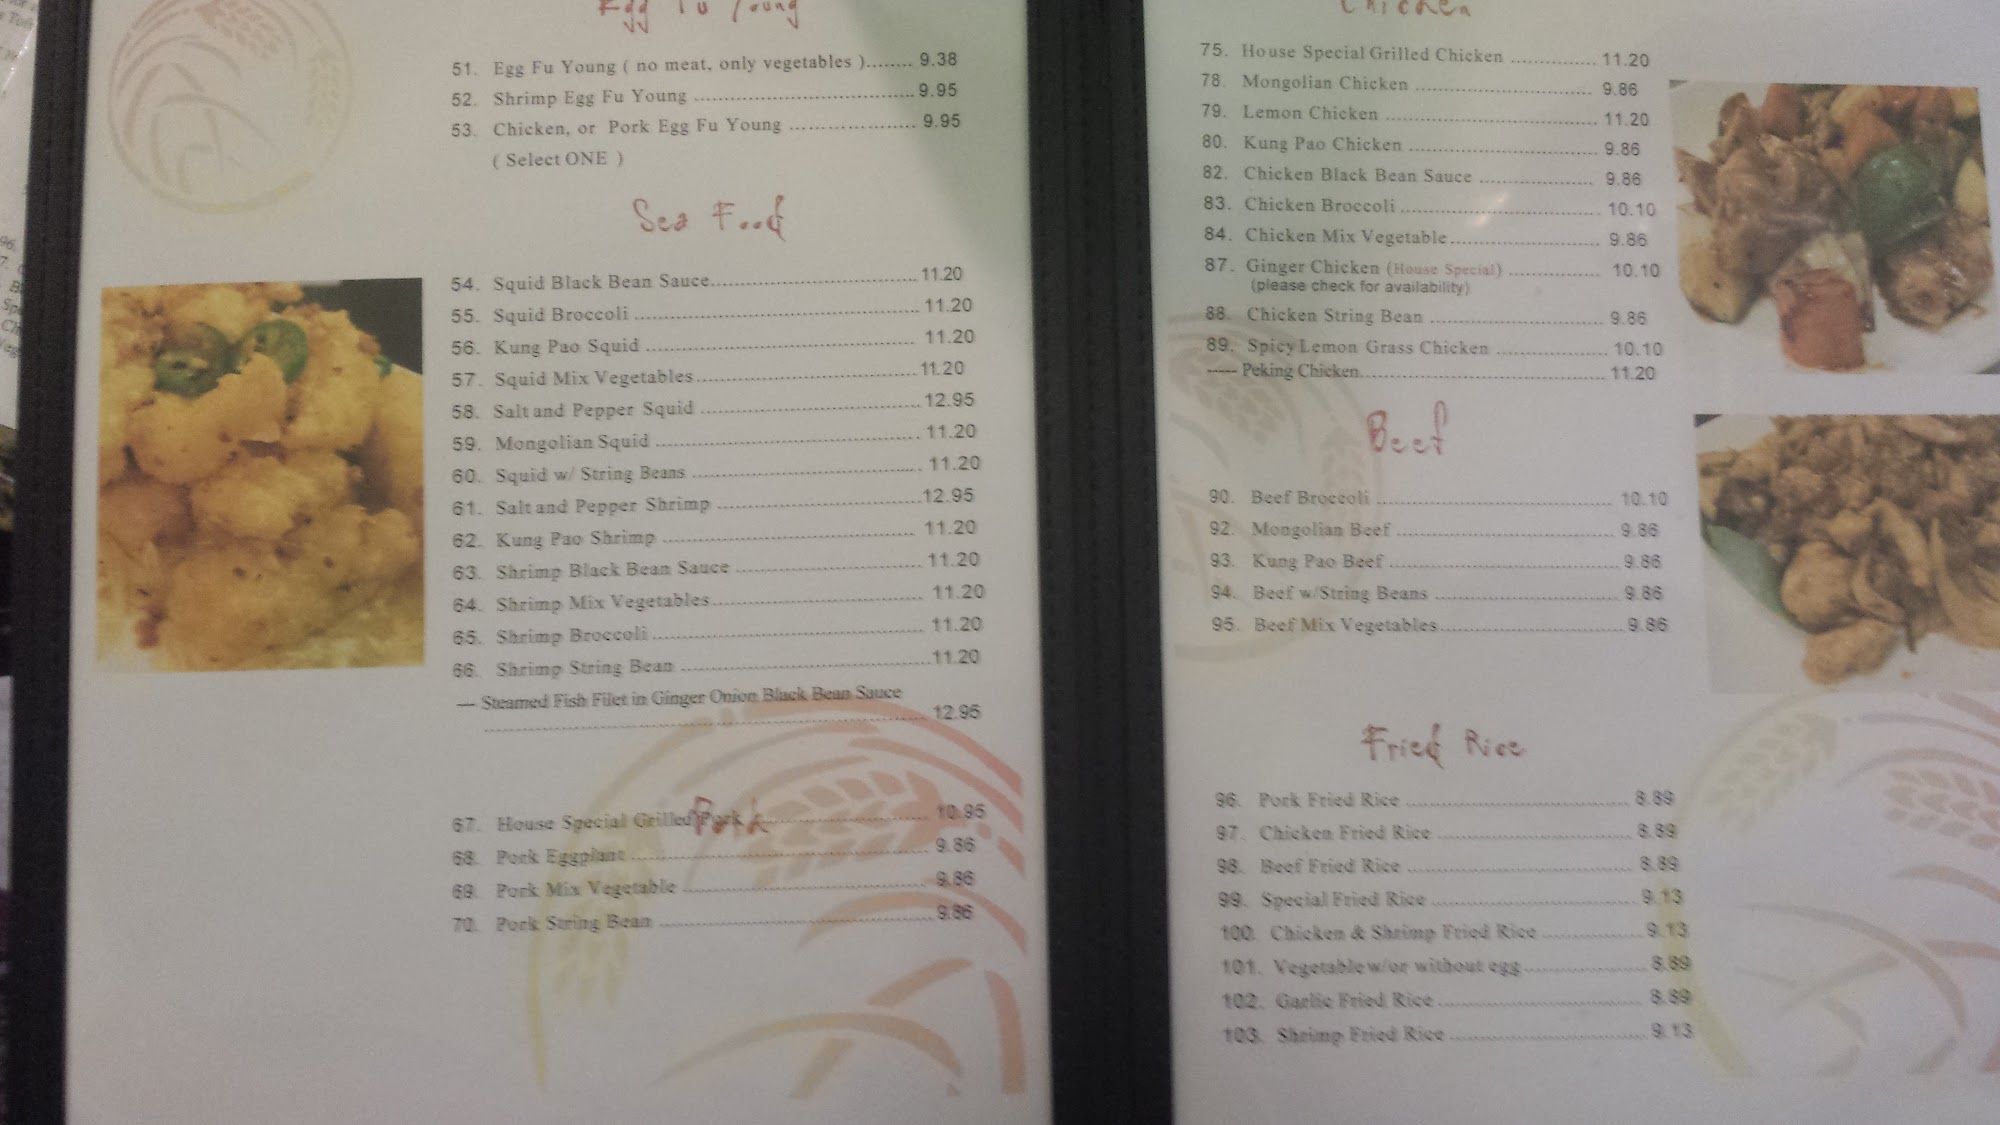 Egg Fu Young
51. Egg Fu Young ( no meat, only vegetables )........ 9.38
52. Shrimp Egg Fu Young ........ 9.95
53. Chicken, or Pork Egg Fu Young ........ 9.95
( Select ONE )
Sea Food
54. Squid Black Bean Sauce........ 11.20
55. Squid Broccoli ........ 11.20
56. Kung Pao Squid ........ 11.20
57. Squid Mix Vegetables........ 11.20
58. Salt and Pepper Squid ........ 12.95
59. Mongolian Squid ........ 11.20
60. Squid w/ String Beans ........ 11.20
61. Salt and Pepper Shrimp ........ 12.95
62. Kung Pao Shrimp ........ 11.20
63. Shrimp Black Bean Sauce ........ 11.20
64. Shrimp Mix Vegetables........ 11.20
65. Shrimp Broccoli ........ 11.20
66. Shrimp String Bean ........ 11.20
— Steamed Fish Filet in Ginger Onion Black Bean Sauce
........ 12.95
Pork
67. House Special Grilled Pork ........ 10.95
68. Pork Eggplant ........ 9.86
69. Pork Mix Vegetable ........ 9.86
70. Pork String Bean ........ 9.86
Chicken
75. House Special Grilled Chicken ........ 11.20
78. Mongolian Chicken ........ 9.86
79. Lemon Chicken ........ 11.20
80. Kung Pao Chicken ........ 9.86
82. Chicken Black Bean Sauce ........ 9.86
83. Chicken Broccoli ........ 10.10
84. Chicken Mix Vegetable........ 9.86
87. Ginger Chicken (House Special) ........ 10.10
(please check for availability)
88. Chicken String Bean ........ 9.86
89. Spicy Lemon Grass Chicken ........ 10.10
----- Peking Chicken........ 11.20
Beef
90. Beef Broccoli ........ 10.10
92. Mongolian Beef ........ 9.86
93. Kung Pao Beef ........ 9.86
94. Beef w/String Beans ........ 9.86
95. Beef Mix Vegetables........ 9.86
Fried Rice
96. Pork Fried Rice ........ 8.89
97. Chicken Fried Rice ........ 8.89
98. Beef Fried Rice ........ 8.89
99. Special Fried Rice ........ 9.13
100. Chicken & Shrimp Fried Rice ........ 9.13
101. Vegetable w/or without egg........ 8.89
102. Garlic Fried Rice ........ 8.89
103. Shrimp Fried Rice ........ 9.13